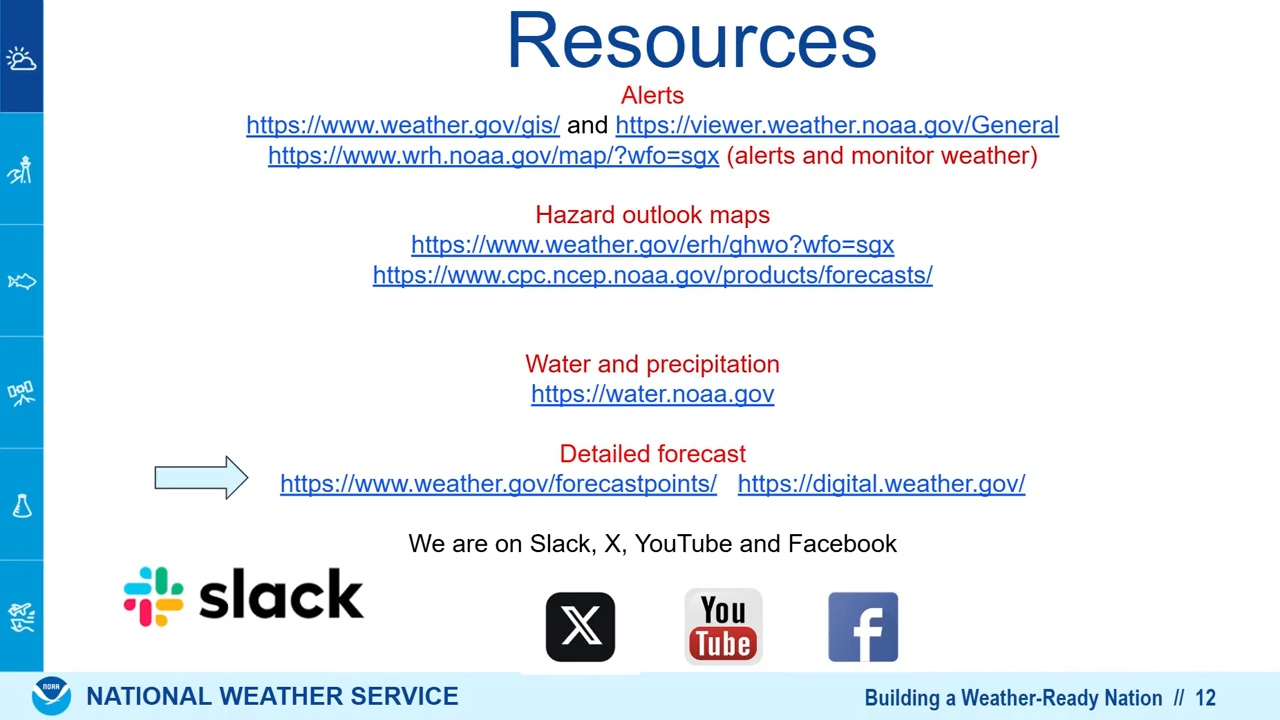 Resources
Alerts
https://www.weather.gov/gis/ and https://viewer.weather.noaa.gov/General
https://www.wrh.noaa.gov/map/?wfo=sgx (alerts and monitor weather)
Hazard outlook maps
https://www.weather.gov/erh/ghwo?wfo=sgx
https://www.cpc.ncep.noaa.gov/products/forecasts/
Water and precipitation
https://water.noaa.gov
Detailed forecast
https://www.weather.gov/forecastpoints/ https://digital.weather.gov/
We are on Slack, X, YouTube and Facebook
slack
X
You
Tube
f
NOAA
NATIONAL WEATHER SERVICE
Building a Weather-Ready Nation // 12